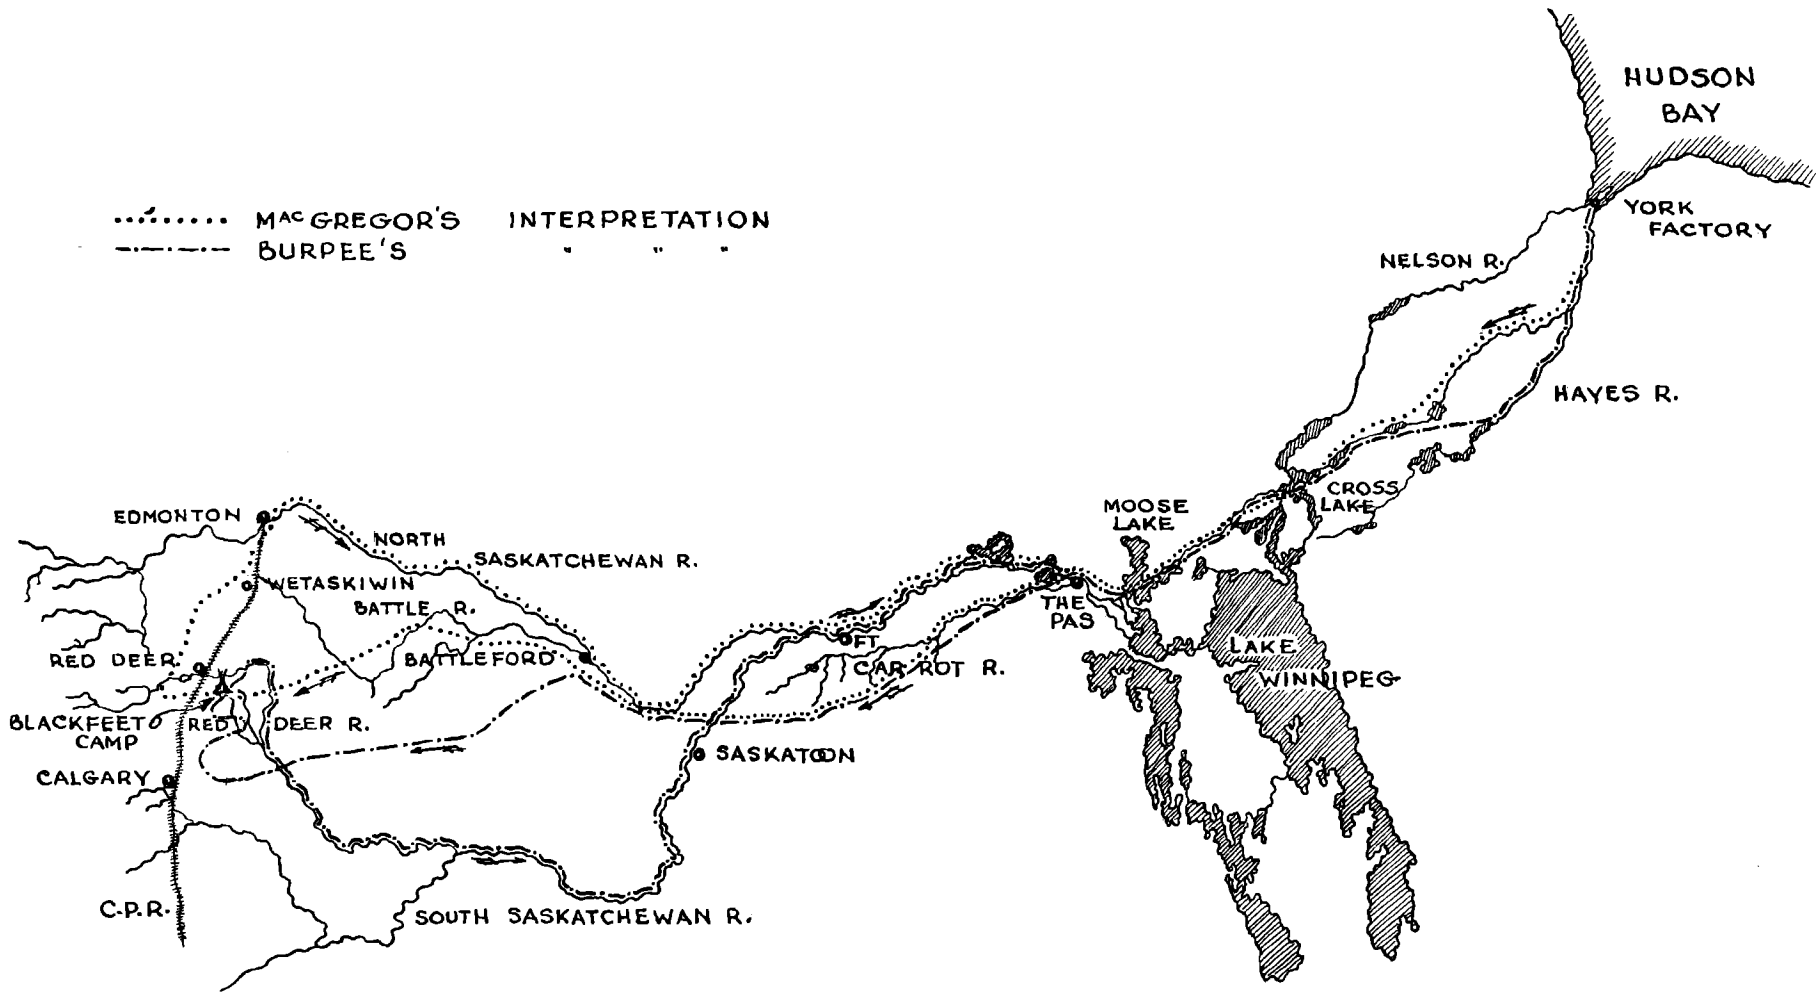 HUDSON
BAY
MACGREGOR'S INTERPRETATION
BURPEE'S " " "
YORK
FACTORY
NELSON R.
HAYES R.
CROSS
LAKE
MOOSE
LAKE
EDMONTON
NORTH
SASKATCHEWAN R.
WETASKIWIN
BATTLE R.
THE
PAS
RED DEER
BATTLEFORD
FT
CARROT R.
LAKE
WINNIPEG
BLACKFEET
CAMP
RED DEER R.
SASKATOON
CALGARY
C.P.R.
SOUTH SASKATCHEWAN R.